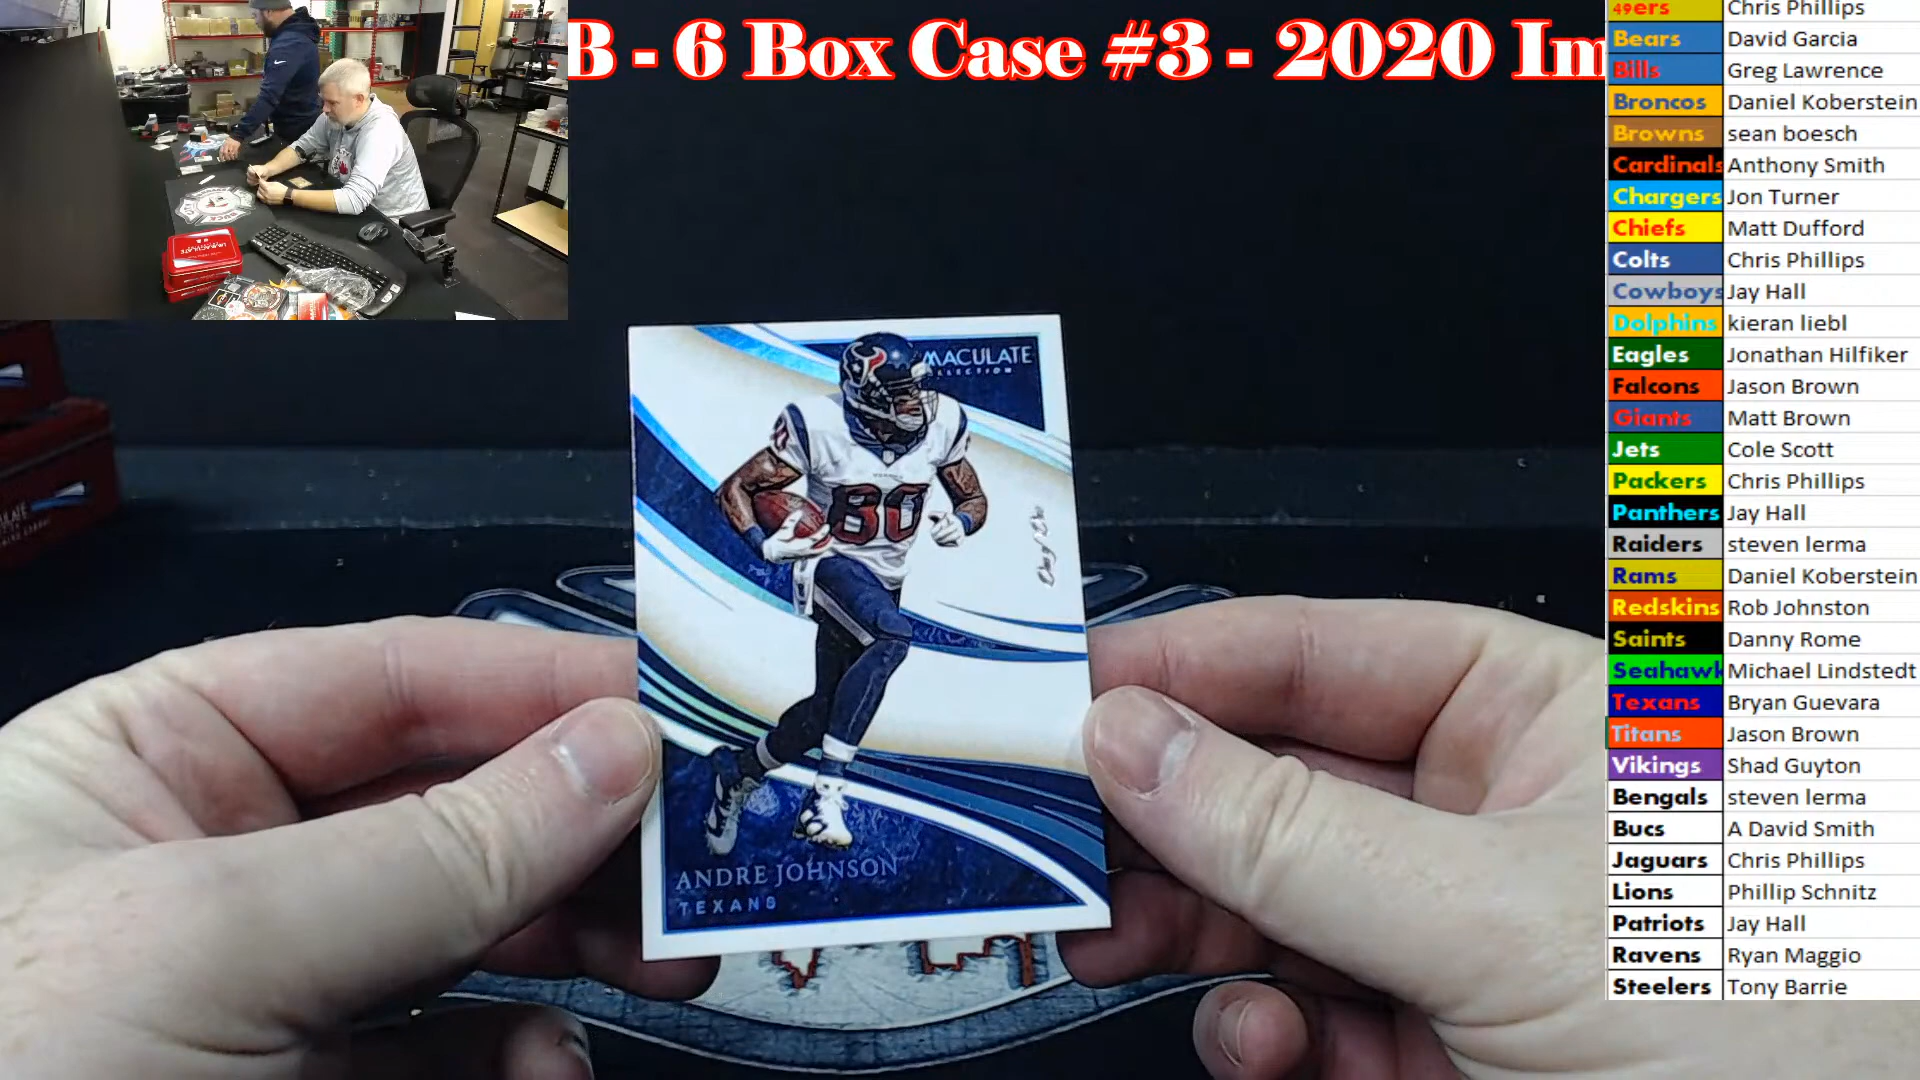 B - 6 Box Case #3 - 2020 Im
49ers Chris Phillips
Bears David Garcia
Bills Greg Lawrence
Broncos Daniel Koberstein
Browns sean boesch
Cardinals Anthony Smith
Chargers Jon Turner
Chiefs Matt Dufford
Colts Chris Phillips
Cowboys Jay Hall
Dolphins kieran liebl
Eagles Jonathan Hilfiker
Falcons Jason Brown
Giants Matt Brown
Jets Cole Scott
Packers Chris Phillips
Panthers Jay Hall
Raiders steven lerma
Rams Daniel Koberstein
Redskins Rob Johnston
Saints Danny Rome
Seahawk Michael Lindstedt
Texans Bryan Guevara
Titans Jason Brown
Vikings Shad Guyton
Bengals steven lerma
Bucs A David Smith
Jaguars Chris Phillips
Lions Phillip Schnitz
Patriots Jay Hall
Ravens Ryan Maggio
Steelers Tony Barrie
MACULATE
LLECTION
80
ANDRE JOHNSON
TEXANS